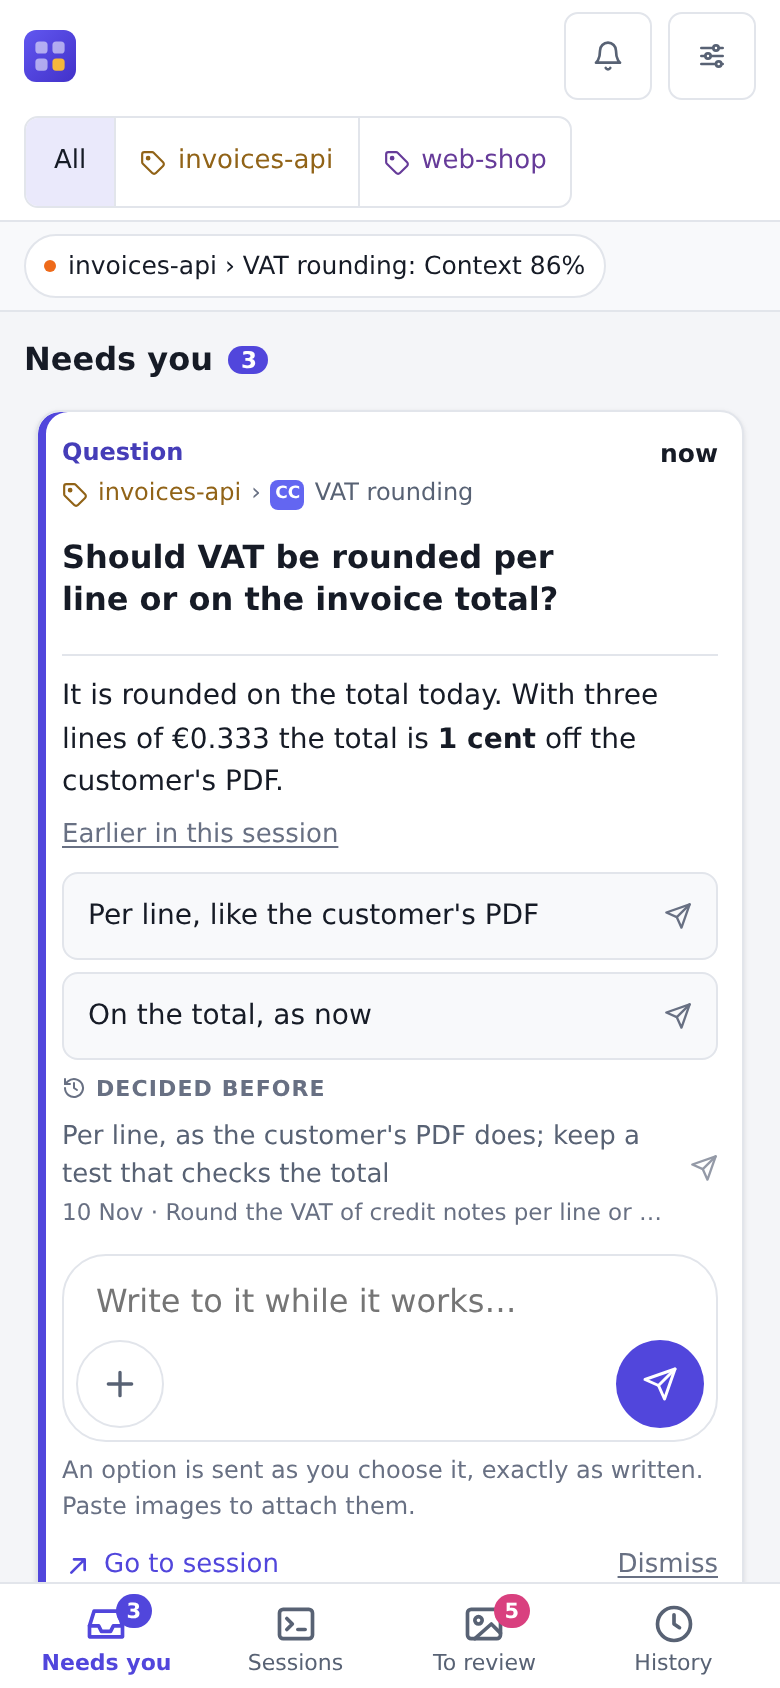 All
invoices-api
web-shop
invoices-api › VAT rounding: Context 86%
Needs you 3
Question
now
invoices-api › CC VAT rounding
Should VAT be rounded per
line or on the invoice total?
It is rounded on the total today. With three
lines of €0.333 the total is 1 cent off the
customer's PDF.
Earlier in this session
Per line, like the customer's PDF
On the total, as now
DECIDED BEFORE
Per line, as the customer's PDF does; keep a
test that checks the total
10 Nov · Round the VAT of credit notes per line or ...
Write to it while it works...
An option is sent as you choose it, exactly as written.
Paste images to attach them.
Go to session
Dismiss
3
5
Needs you
Sessions
To review
History